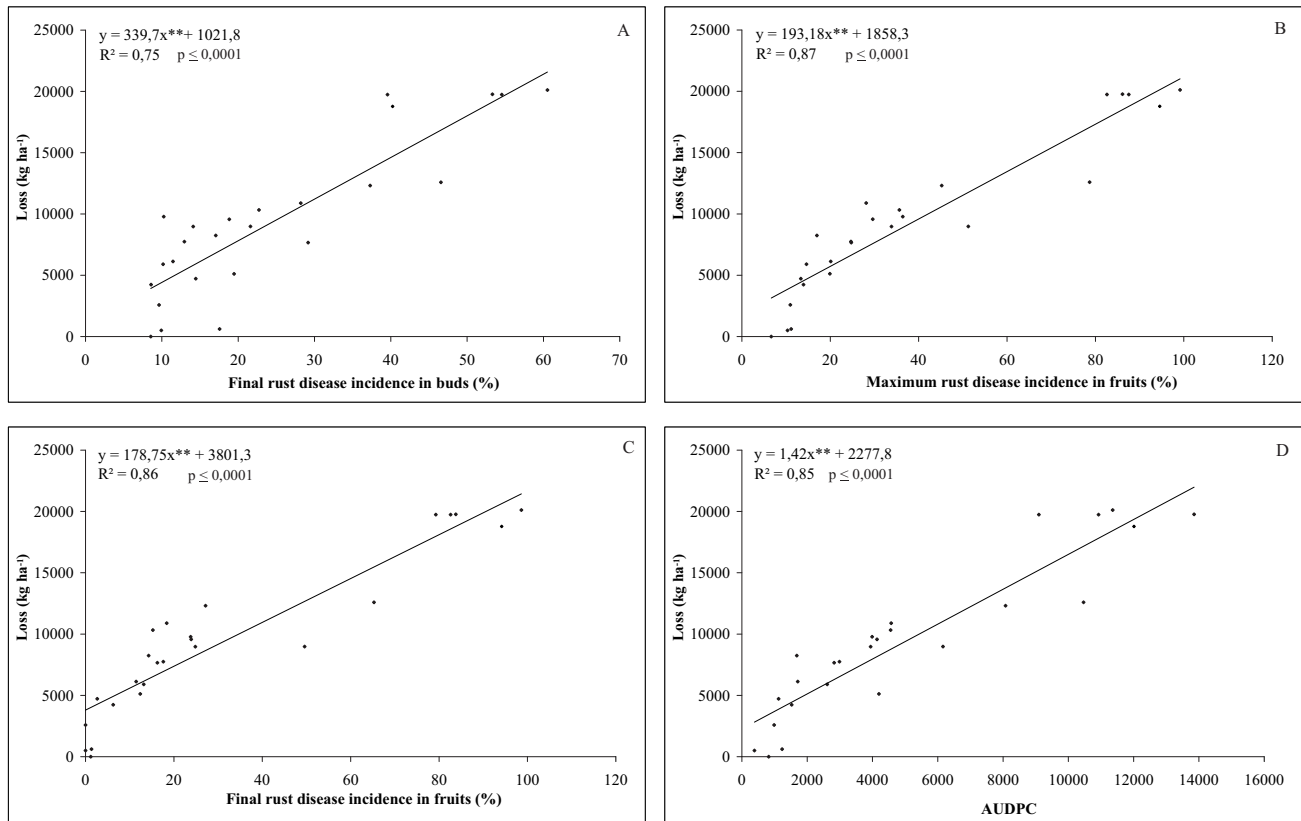 A
y = 339,7x**+ 1021,8
R² = 0,75 p ≤ 0,0001
25000
20000
15000
10000
5000
0
Loss (kg ha⁻¹)
0 10 20 30 40 50 60 70
Final rust disease incidence in buds (%)
B
y = 193,18x** + 1858,3
R² = 0,87 p ≤ 0,0001
25000
20000
15000
10000
5000
0
Loss (kg ha⁻¹)
0 20 40 60 80 100 120
Maximum rust disease incidence in fruits (%)
C
y = 178,75x** + 3801,3
R² = 0,86 p ≤ 0,0001
25000
20000
15000
10000
5000
0
Loss (kg ha⁻¹)
0 20 40 60 80 100 120
Final rust disease incidence in fruits (%)
D
y = 1,42x** + 2277,8
R² = 0,85 p ≤ 0,0001
25000
20000
15000
10000
5000
0
Loss (kg ha⁻¹)
0 2000 4000 6000 8000 10000 12000 14000 16000
AUDPC